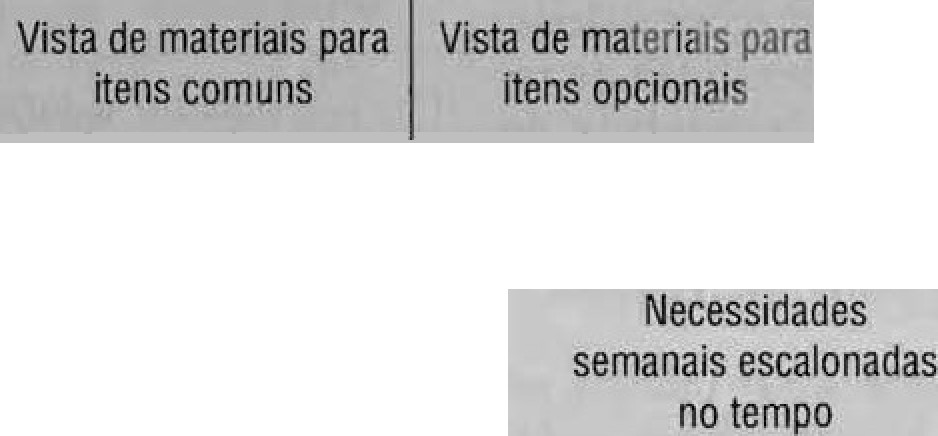 Vista de materiais para
itens comuns
Vista de materiais para
itens opcionais
Necessidades
semanais escalonadas
no tempo